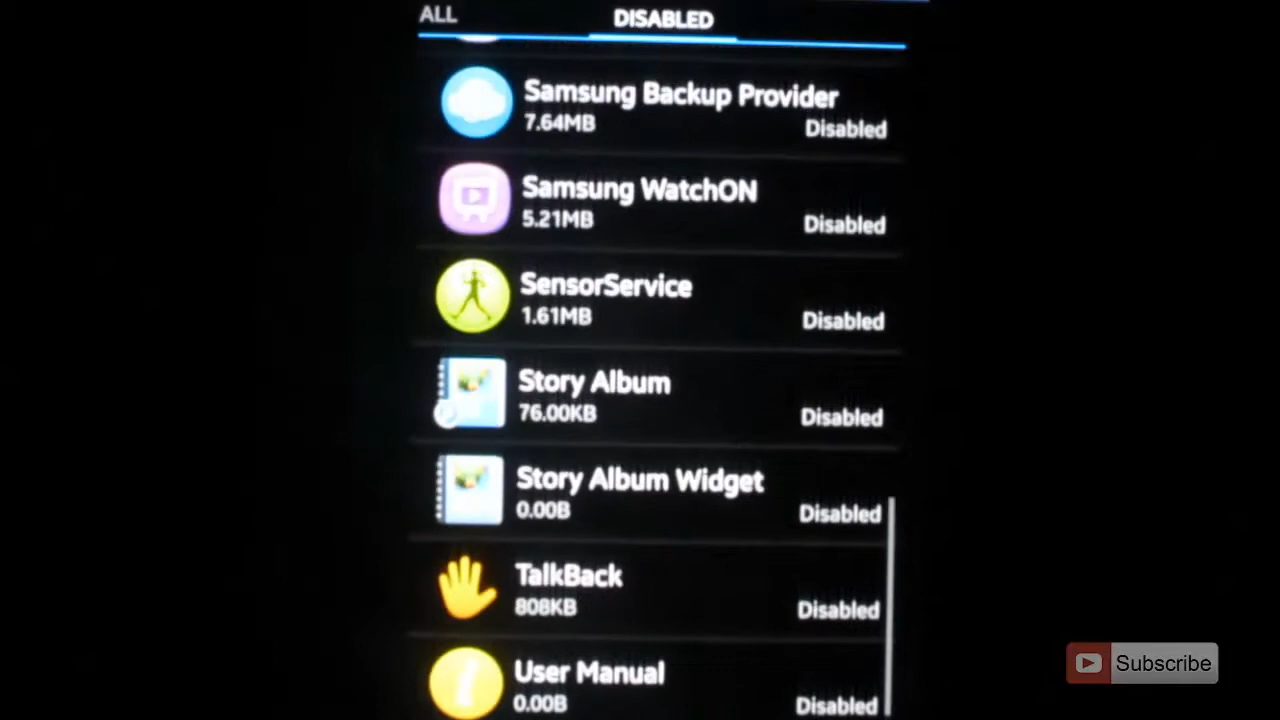 ALL
DISABLED
Samsung Backup Provider
7.64MB
Disabled
Samsung WatchON
5.21MB
Disabled
SensorService
1.61MB
Disabled
Story Album
76.00KB
Disabled
Story Album Widget
0.00B
Disabled
TalkBack
808KB
Disabled
User Manual
0.00B
Disabled
Subscribe